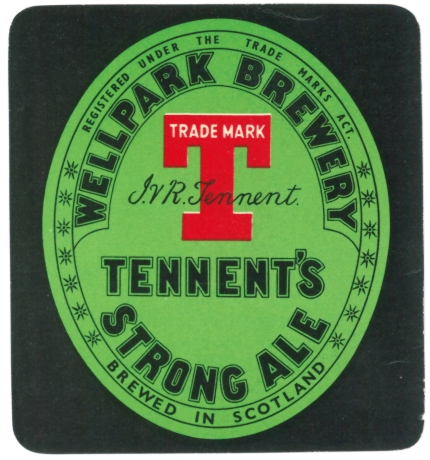 REGISTERED UNDER THE TRADE MARKS ACT.
WELLPARK BREWERY
TRADE MARK
T
J. & R. Tennent.
TENNENT'S
STRONG ALE
BREWED IN SCOTLAND